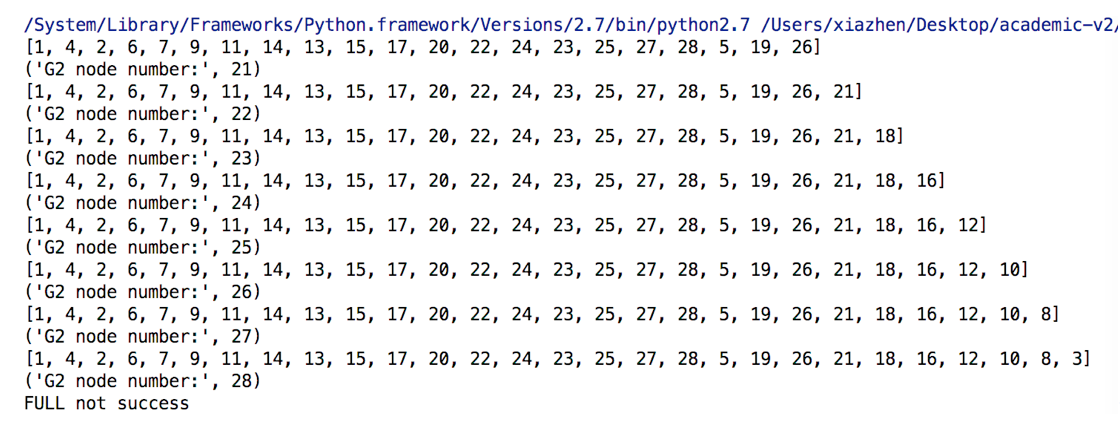 /System/Library/Frameworks/Python.framework/Versions/2.7/bin/python2.7 /Users/xiazhen/Desktop/academic-v2/
[1, 4, 2, 6, 7, 9, 11, 14, 13, 15, 17, 20, 22, 24, 23, 25, 27, 28, 5, 19, 26]
('G2 node number:', 21)
[1, 4, 2, 6, 7, 9, 11, 14, 13, 15, 17, 20, 22, 24, 23, 25, 27, 28, 5, 19, 26, 21]
('G2 node number:', 22)
[1, 4, 2, 6, 7, 9, 11, 14, 13, 15, 17, 20, 22, 24, 23, 25, 27, 28, 5, 19, 26, 21, 18]
('G2 node number:', 23)
[1, 4, 2, 6, 7, 9, 11, 14, 13, 15, 17, 20, 22, 24, 23, 25, 27, 28, 5, 19, 26, 21, 18, 16]
('G2 node number:', 24)
[1, 4, 2, 6, 7, 9, 11, 14, 13, 15, 17, 20, 22, 24, 23, 25, 27, 28, 5, 19, 26, 21, 18, 16, 12]
('G2 node number:', 25)
[1, 4, 2, 6, 7, 9, 11, 14, 13, 15, 17, 20, 22, 24, 23, 25, 27, 28, 5, 19, 26, 21, 18, 16, 12, 10]
('G2 node number:', 26)
[1, 4, 2, 6, 7, 9, 11, 14, 13, 15, 17, 20, 22, 24, 23, 25, 27, 28, 5, 19, 26, 21, 18, 16, 12, 10, 8]
('G2 node number:', 27)
[1, 4, 2, 6, 7, 9, 11, 14, 13, 15, 17, 20, 22, 24, 23, 25, 27, 28, 5, 19, 26, 21, 18, 16, 12, 10, 8, 3]
('G2 node number:', 28)
FULL not success